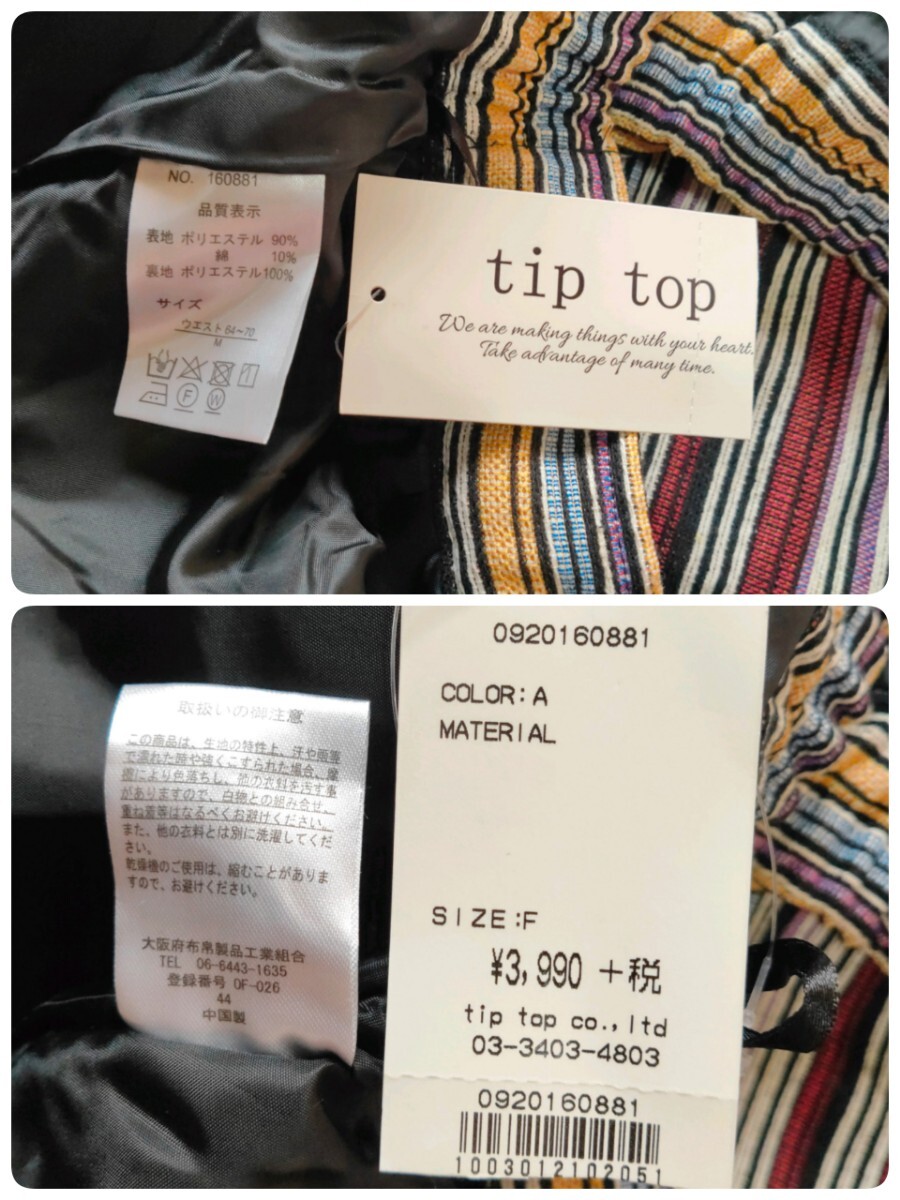 NO. 160881
品質表示
表地 ポリエステル 90%
綿 10%
裏地 ポリエステル100%
サイズ
ウエスト 64~70
M
F W
tip top
We are making things with your heart.
Take advantage of many time.
取扱いの御注意
この商品は、生地の特性上、汗や雨等
で濡れた時や強くこすられた場合、摩
擦により色落ちし、他の衣料を汚す事
がありますので、白物との組み合せ、
重ね着等はなるべくお避けください。
また、他の衣料とは別に洗濯してくだ
さい。
乾燥機のご使用は、縮むことがありま
すので、お避けください。
大阪府布帛製品工業組合
TEL 06-6443-1635
登録番号 OF-026
44
中国製
0920160881
COLOR:A
MATERIAL
SIZE:F
¥3,990 +税
tip top co.,ltd
03-3403-4803
0920160881
1003012102051